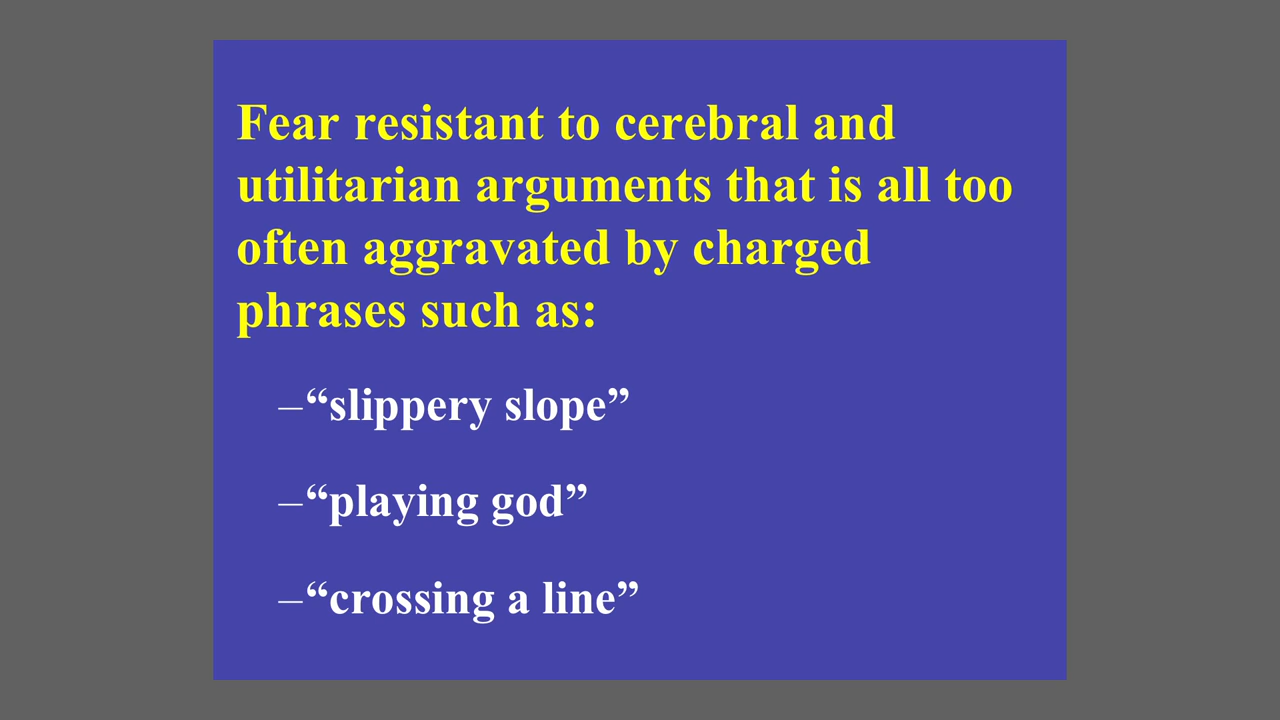 Fear resistant to cerebral and
utilitarian arguments that is all too
often aggravated by charged
phrases such as:
–“slippery slope”
–“playing god”
–“crossing a line”